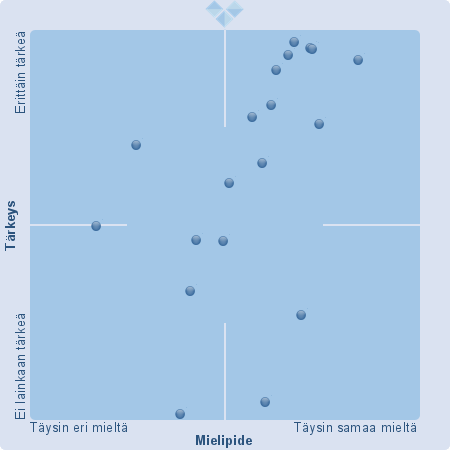 Erittäin tärkeä
Tärkeys
Ei lainkaan tärkeä
Täysin eri mieltä
Täysin samaa mieltä
Mielipide